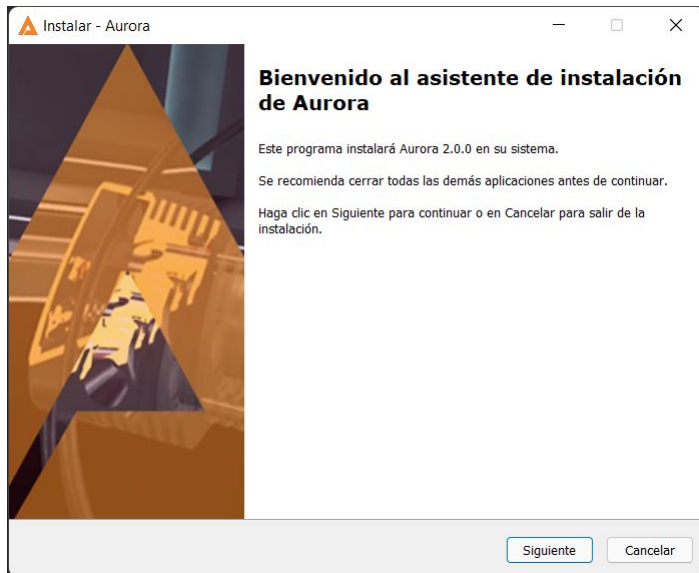 Instalar - Aurora
Bienvenido al asistente de instalación
de Aurora
Este programa instalará Aurora 2.0.0 en su sistema.
Se recomienda cerrar todas las demás aplicaciones antes de continuar.
Haga clic en Siguiente para continuar o en Cancelar para salir de la
instalación.
Siguiente
Cancelar